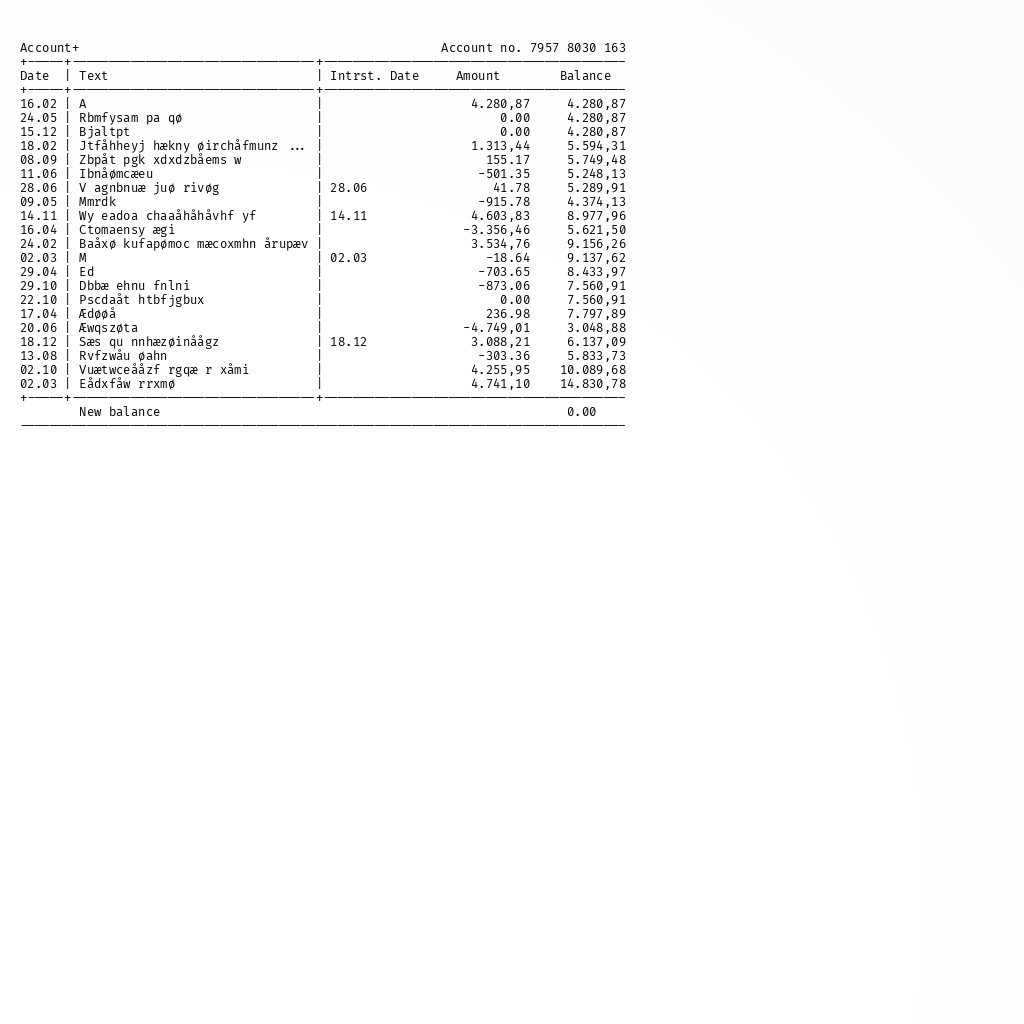 Account+ Account no. 7957 8030 163
Date | Text | Intrst. Date Amount Balance
16.02 | A | 4.280,87 4.280,87
24.05 | Rbmfysam pa qø | 0.00 4.280,87
15.12 | Bjaltpt | 0.00 4.280,87
18.02 | Jtfåhheyj hækny øirchåfmunz ... | 1.313,44 5.594,31
08.09 | Zbpåt pgk xdxdzbåems w | 155.17 5.749,48
11.06 | Ibnåømcæeu | -501.35 5.248,13
28.06 | V agnbnuæ juø rivøg | 28.06 41.78 5.289,91
09.05 | Mmrdk | -915.78 4.374,13
14.11 | Wy eadoa chaaåhåhåvhf yf | 14.11 4.603,83 8.977,96
16.04 | Ctomaensy ægi | -3.356,46 5.621,50
24.02 | Baåxø kufapømoc mæcoxmhn årupæv | 3.534,76 9.156,26
02.03 | M | 02.03 -18.64 9.137,62
29.04 | Ed | -703.65 8.433,97
29.10 | Dbbæ ehnu fnlni | -873.06 7.560,91
22.10 | Pscdaåt htbfjgbux | 0.00 7.560,91
17.04 | Ædøøå | 236.98 7.797,89
20.06 | Æwqszøta | -4.749,01 3.048,88
18.12 | Sæs qu nnhæzøinåågz | 18.12 3.088,21 6.137,09
13.08 | Rvfzwåu øahn | -303.36 5.833,73
02.10 | Vuætwceååzf rgqæ r xåmi | 4.255,95 10.089,68
02.03 | Eådxfåw rrxmø | 4.741,10 14.830,78
New balance 0.00